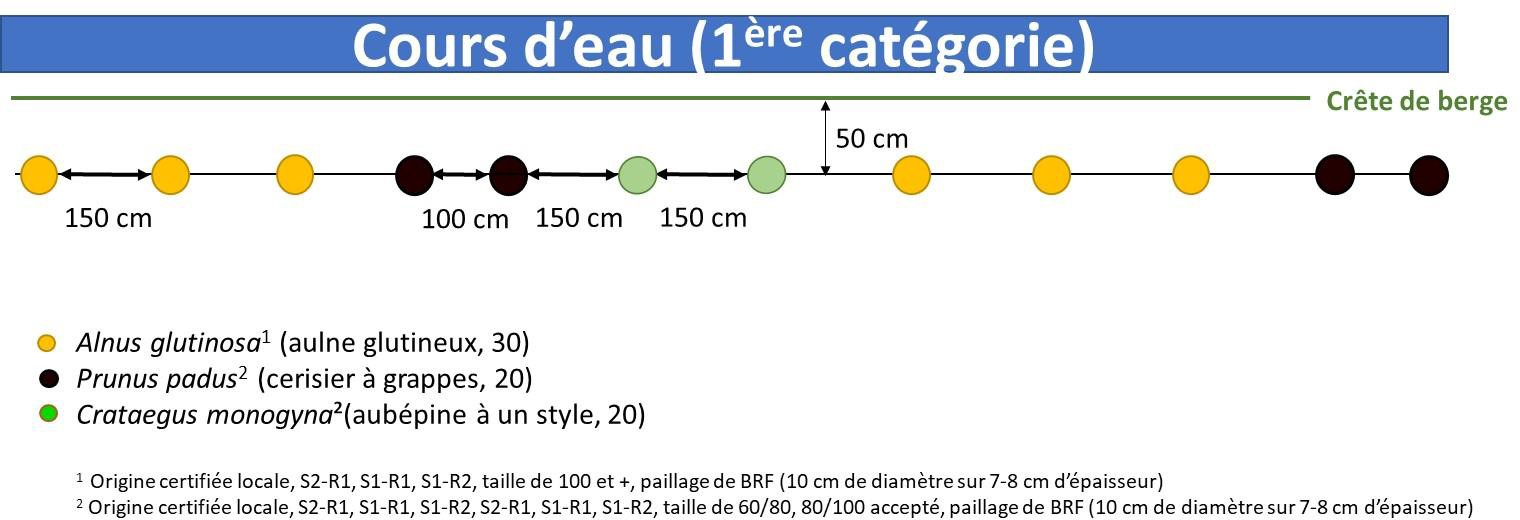 Cours d’eau (1ère catégorie)
Crête de berge
50 cm
150 cm
100 cm
150 cm
150 cm
Alnus glutinosa¹ (aulne glutineux, 30)
Prunus padus² (cerisier à grappes, 20)
Crataegus monogyna²(aubépine à un style, 20)
¹ Origine certifiée locale, S2-R1, S1-R1, S1-R2, taille de 100 et +, paillage de BRF (10 cm de diamètre sur 7-8 cm d’épaisseur)
² Origine certifiée locale, S2-R1, S1-R1, S1-R2, S2-R1, S1-R1, S1-R2, taille de 60/80, 80/100 accepté, paillage de BRF (10 cm de diamètre sur 7-8 cm d’épaisseur)